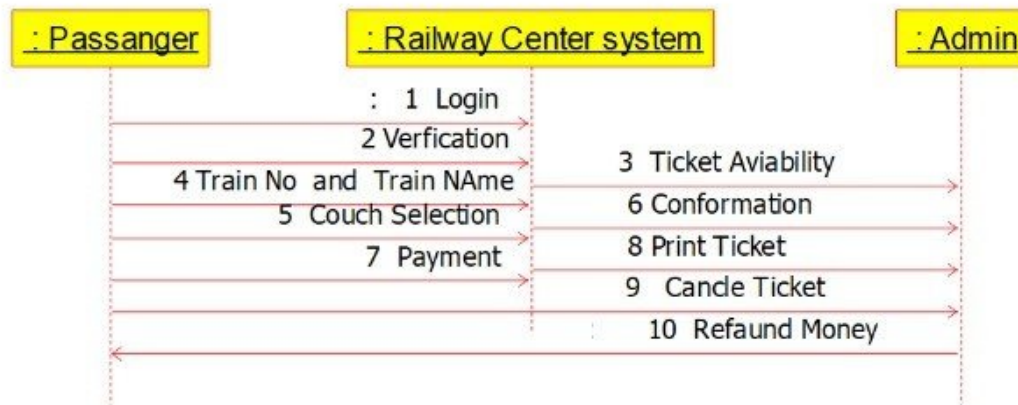 : Passanger
: Railway Center system
: Admin
: 1 Login
2 Verfication
3 Ticket Aviability
4 Train No and Train NAme
5 Couch Selection
6 Conformation
7 Payment
8 Print Ticket
9 Cancle Ticket
: 10 Refaund Money